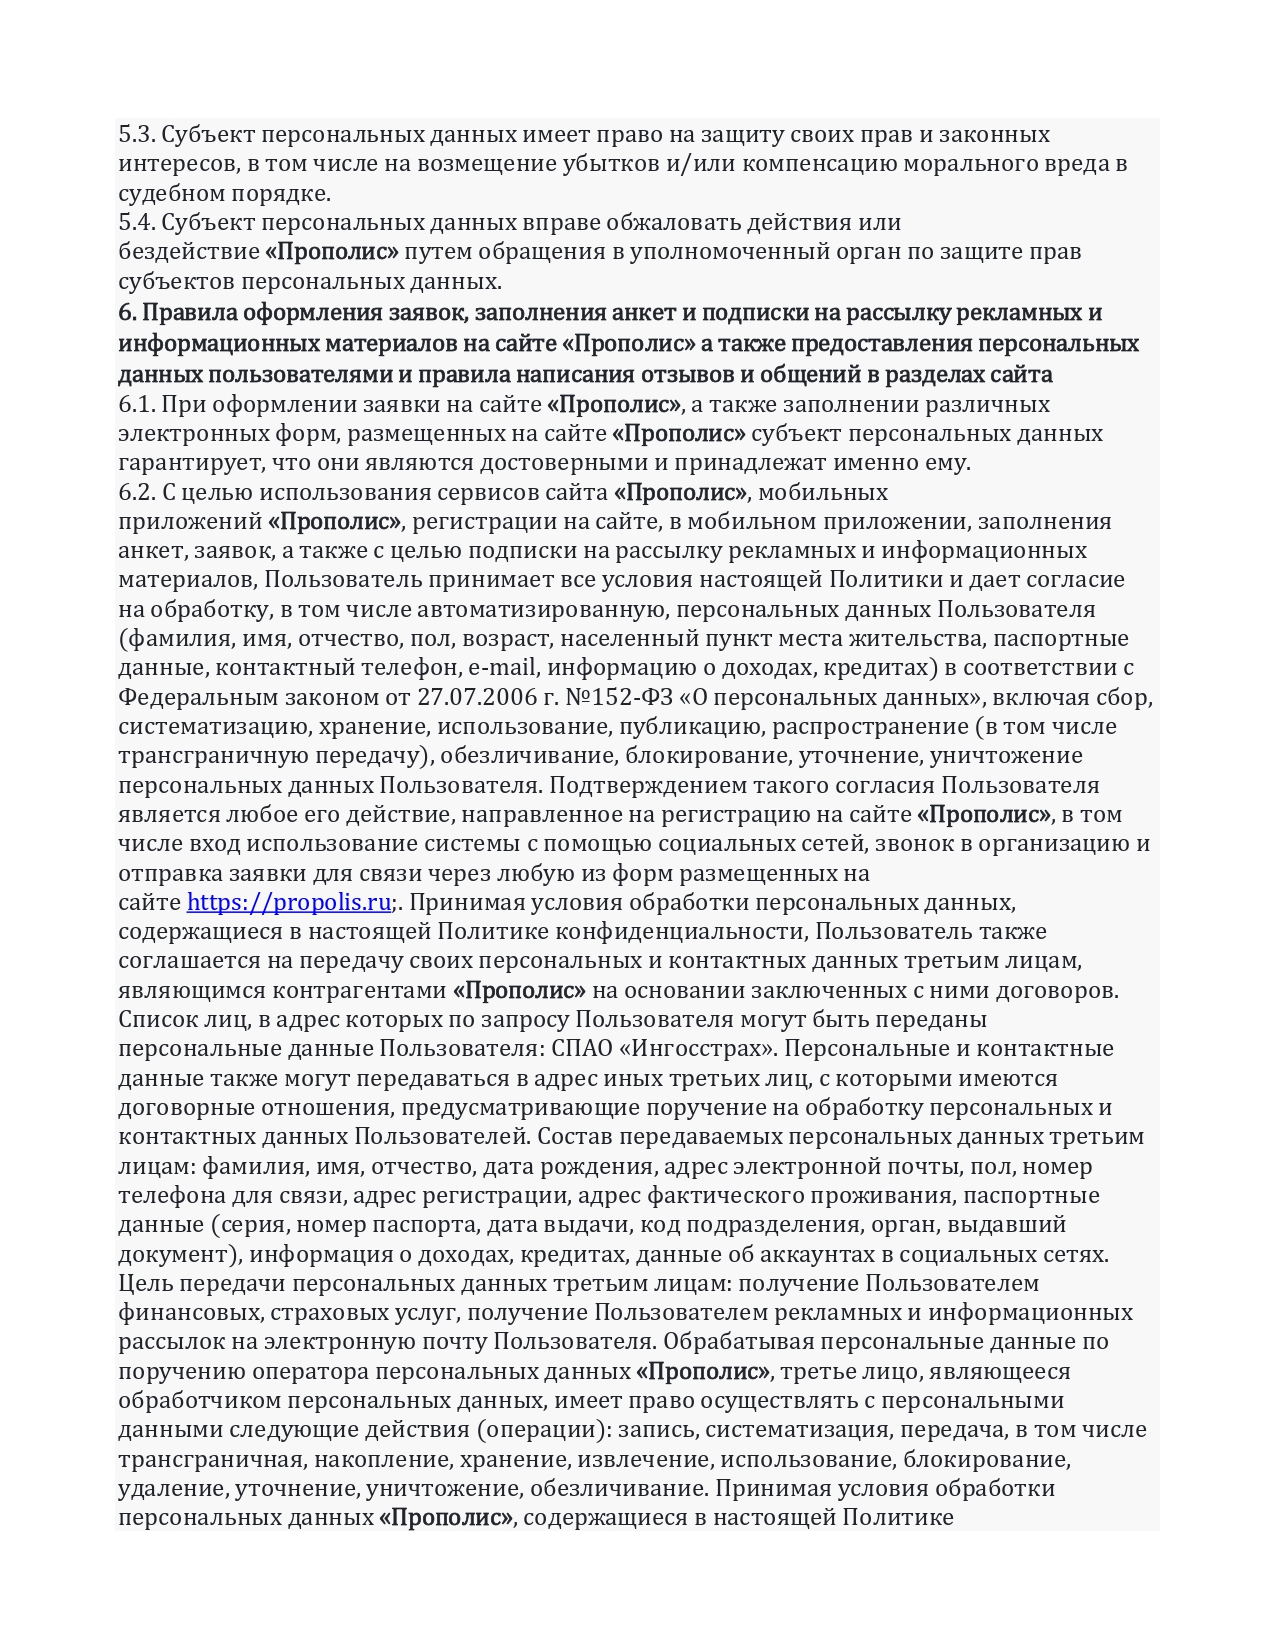 5.3. Субъект персональных данных имеет право на защиту своих прав и законных
интересов, в том числе на возмещение убытков и/или компенсацию морального вреда в
судебном порядке.
5.4. Субъект персональных данных вправе обжаловать действия или
бездействие «Прополис» путем обращения в уполномоченный орган по защите прав
субъектов персональных данных.
6. Правила оформления заявок, заполнения анкет и подписки на рассылку рекламных и
информационных материалов на сайте «Прополис» а также предоставления персональных
данных пользователями и правила написания отзывов и общений в разделах сайта
6.1. При оформлении заявки на сайте «Прополис», а также заполнении различных
электронных форм, размещенных на сайте «Прополис» субъект персональных данных
гарантирует, что они являются достоверными и принадлежат именно ему.
6.2. С целью использования сервисов сайта «Прополис», мобильных
приложений «Прополис», регистрации на сайте, в мобильном приложении, заполнения
анкет, заявок, а также с целью подписки на рассылку рекламных и информационных
материалов, Пользователь принимает все условия настоящей Политики и дает согласие
на обработку, в том числе автоматизированную, персональных данных Пользователя
(фамилия, имя, отчество, пол, возраст, населенный пункт места жительства, паспортные
данные, контактный телефон, e-mail, информацию о доходах, кредитах) в соответствии с
Федеральным законом от 27.07.2006 г. №152-ФЗ «О персональных данных», включая сбор,
систематизацию, хранение, использование, публикацию, распространение (в том числе
трансграничную передачу), обезличивание, блокирование, уточнение, уничтожение
персональных данных Пользователя. Подтверждением такого согласия Пользователя
является любое его действие, направленное на регистрацию на сайте «Прополис», в том
числе вход использование системы с помощью социальных сетей, звонок в организацию и
отправка заявки для связи через любую из форм размещенных на
сайте https://propolis.ru;. Принимая условия обработки персональных данных,
содержащиеся в настоящей Политике конфиденциальности, Пользователь также
соглашается на передачу своих персональных и контактных данных третьим лицам,
являющимся контрагентами «Прополис» на основании заключенных с ними договоров.
Список лиц, в адрес которых по запросу Пользователя могут быть переданы
персональные данные Пользователя: СПАО «Ингосстрах». Персональные и контактные
данные также могут передаваться в адрес иных третьих лиц, с которыми имеются
договорные отношения, предусматривающие поручение на обработку персональных и
контактных данных Пользователей. Состав передаваемых персональных данных третьим
лицам: фамилия, имя, отчество, дата рождения, адрес электронной почты, пол, номер
телефона для связи, адрес регистрации, адрес фактического проживания, паспортные
данные (серия, номер паспорта, дата выдачи, код подразделения, орган, выдавший
документ), информация о доходах, кредитах, данные об аккаунтах в социальных сетях.
Цель передачи персональных данных третьим лицам: получение Пользователем
финансовых, страховых услуг, получение Пользователем рекламных и информационных
рассылок на электронную почту Пользователя. Обрабатывая персональные данные по
поручению оператора персональных данных «Прополис», третье лицо, являющееся
обработчиком персональных данных, имеет право осуществлять с персональными
данными следующие действия (операции): запись, систематизация, передача, в том числе
трансграничная, накопление, хранение, извлечение, использование, блокирование,
удаление, уточнение, уничтожение, обезличивание. Принимая условия обработки
персональных данных «Прополис», содержащиеся в настоящей Политике